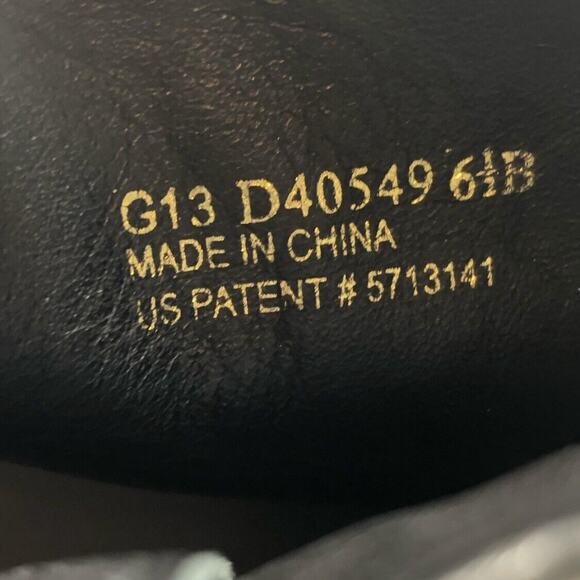 G13 D40549 6½B
MADE IN CHINA
US PATENT # 5713141